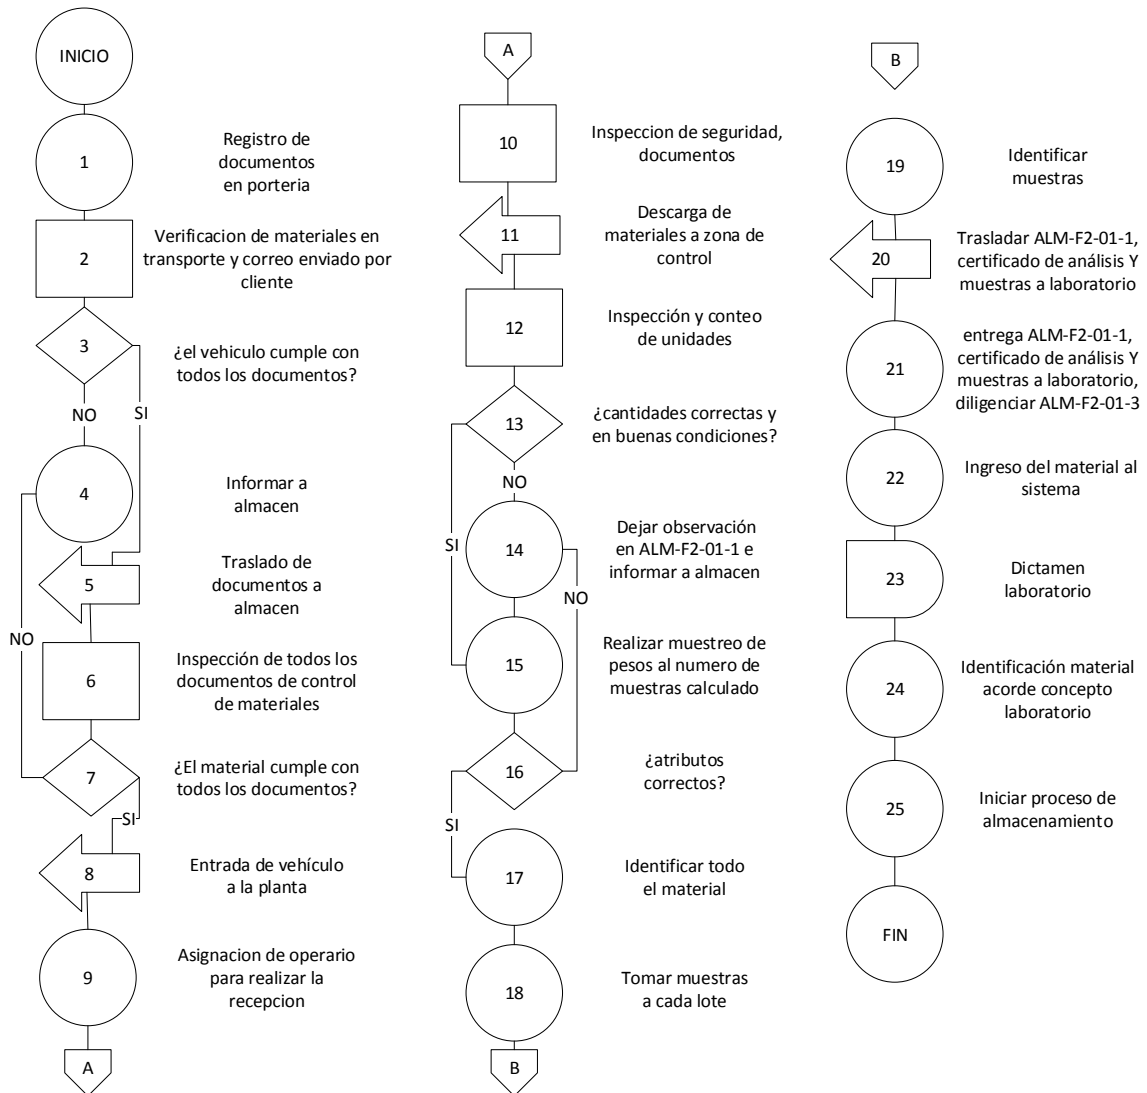 INICIO
1
Registro de
documentos
en porteria
2
Verificacion de materiales en
transporte y correo enviado por
cliente
3
¿el vehiculo cumple con
todos los documentos?
NO
SI
4
Informar a
almacen
5
Traslado de
documentos a
almacen
NO
6
Inspección de todos los
documentos de control
de materiales
7
¿El material cumple con
todos los documentos?
SI
8
Entrada de vehículo
a la planta
9
Asignacion de operario
para realizar la
recepcion
A
A
10
Inspeccion de seguridad,
documentos
11
Descarga de
materiales a zona de
control
12
Inspección y conteo
de unidades
13
¿cantidades correctas y
en buenas condiciones?
NO
SI
14
Dejar observación
en ALM-F2-01-1 e
informar a almacen
NO
15
Realizar muestreo de
pesos al numero de
muestras calculado
16
¿atributos
correctos?
SI
17
Identificar todo
el material
18
Tomar muestras
a cada lote
B
B
19
Identificar
muestras
20
Trasladar ALM-F2-01-1,
certificado de análisis Y
muestras a laboratorio
21
entrega ALM-F2-01-1,
certificado de análisis Y
muestras a laboratorio,
diligenciar ALM-F2-01-3
22
Ingreso del material al
sistema
23
Dictamen
laboratorio
24
Identificación material
acorde concepto
laboratorio
25
Iniciar proceso de
almacenamiento
FIN